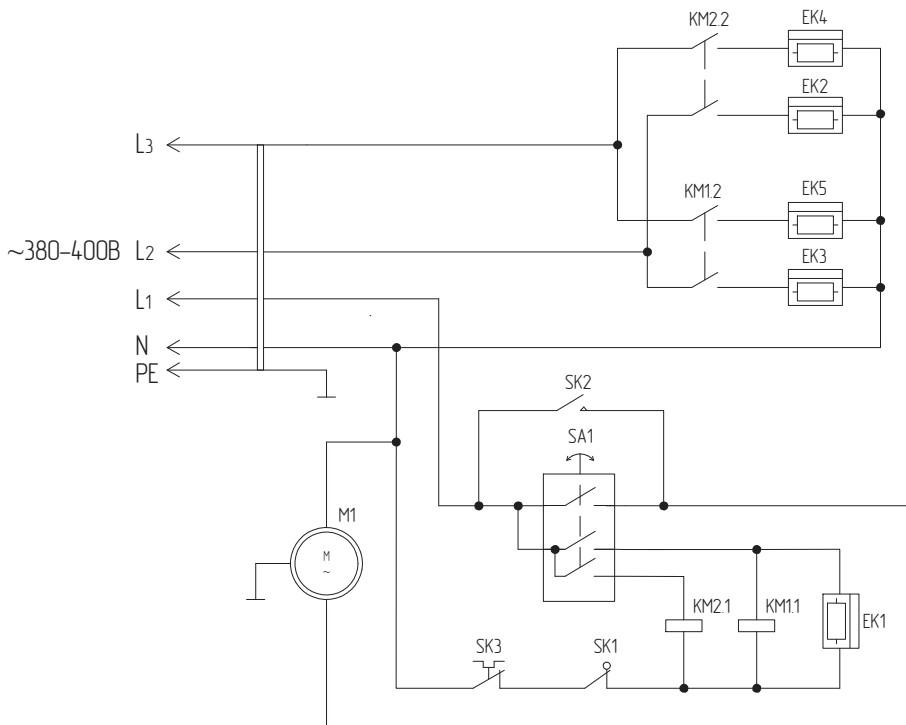 KM2.2
EK4
EK2
L3
KM1.2
EK5
~380–400В L2
EK3
L1
N
PE
SK2
SA1
M1
M
~
KM2.1
KM1.1
EK1
SK3
SK1